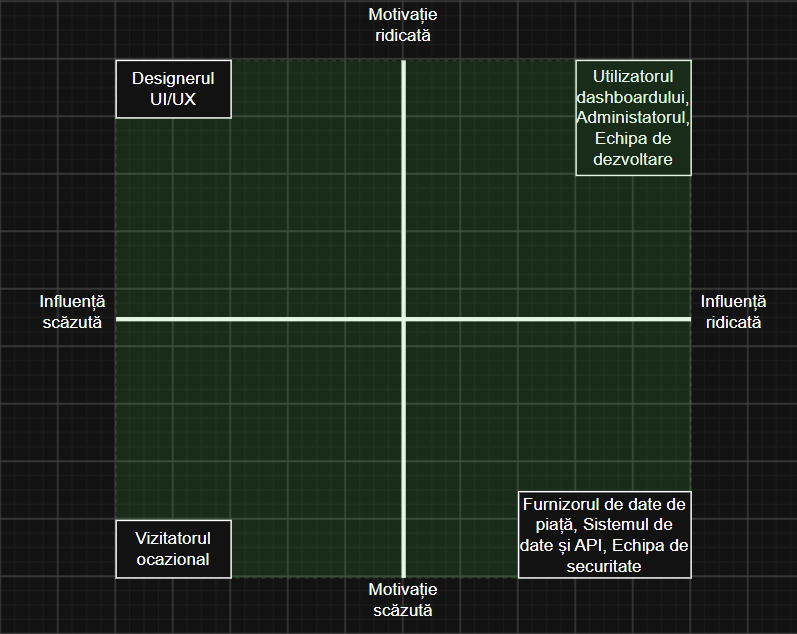 Motivație
ridicată
Designerul
UI/UX
Utilizatorul
dashboardului,
Administatorul,
Echipa de
dezvoltare
Influență
scăzută
Influență
ridicată
Vizitatorul
ocazional
Furnizorul de date de
piață, Sistemul de
date și API, Echipa de
securitate
Motivație
scăzută